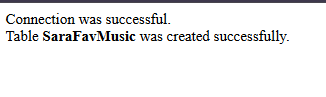 Connection was successful.
Table SaraFavMusic was created successfully.